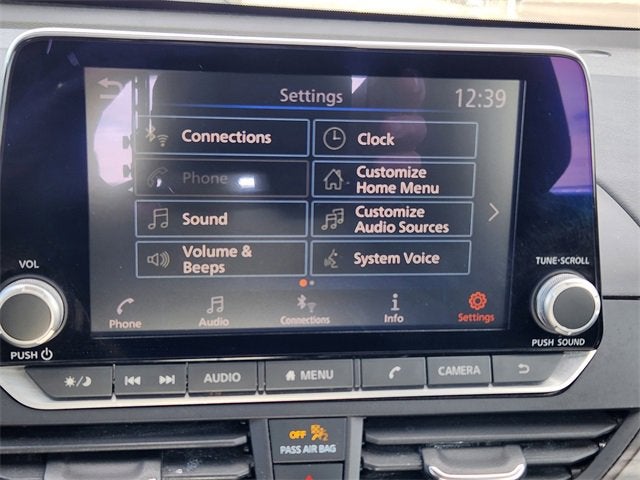 Settings
12:39
Connections
Clock
Phone
Customize
Home Menu
Sound
Customize
Audio Sources
Volume &
Beeps
System Voice
Phone
Audio
Connections
Info
Settings
VOL
PUSH
TUNE·SCROLL
PUSH SOUND
AUDIO
MENU
CAMERA
OFF
PASS AIR BAG